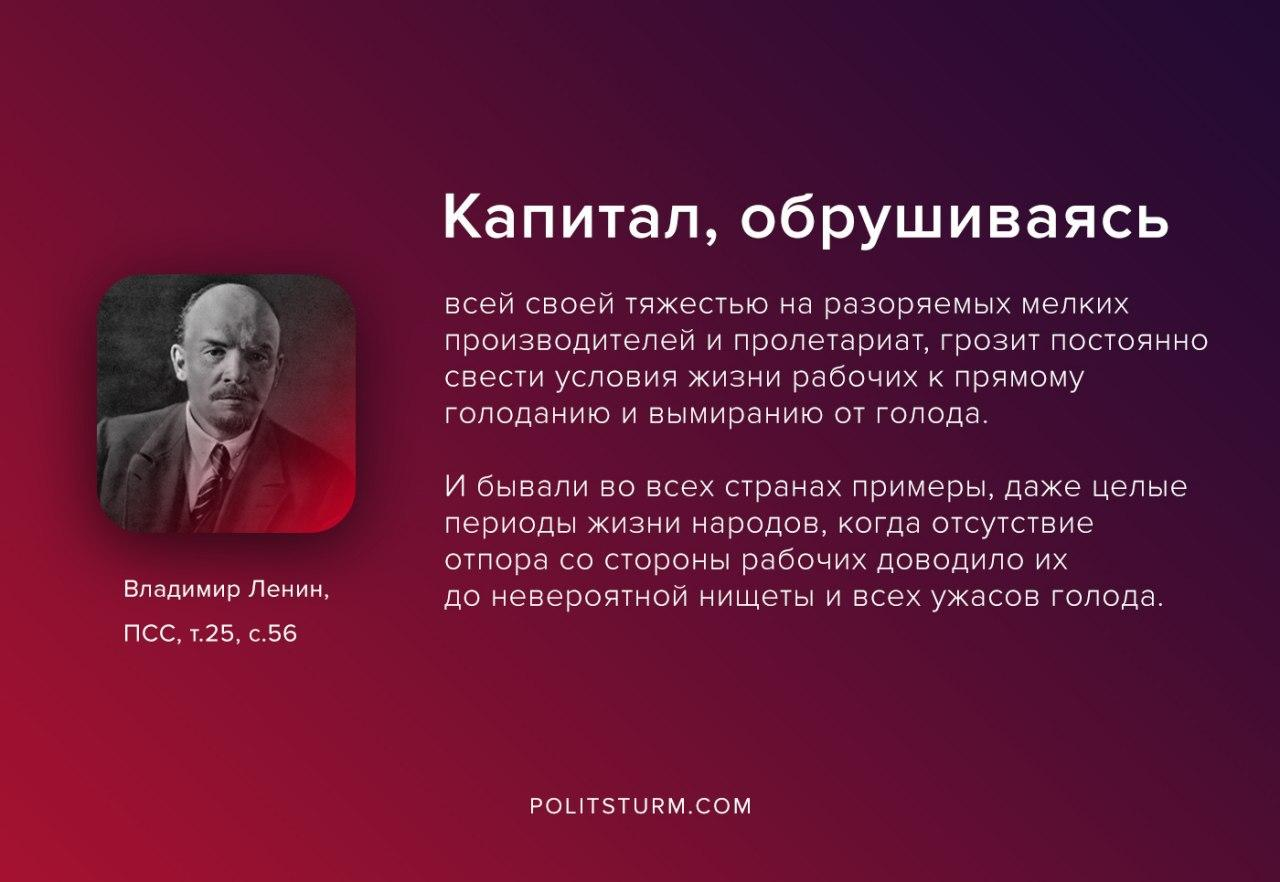 Капитал, обрушиваясь
всей своей тяжестью на разоряемых мелких
производителей и пролетариат, грозит постоянно
свести условия жизни рабочих к прямому
голоданию и вымиранию от голода.
И бывали во всех странах примеры, даже целые
периоды жизни народов, когда отсутствие
отпора со стороны рабочих доводило их
до невероятной нищеты и всех ужасов голода.
Владимир Ленин,
ПСС, т.25, с.56
POLITSTURM.COM